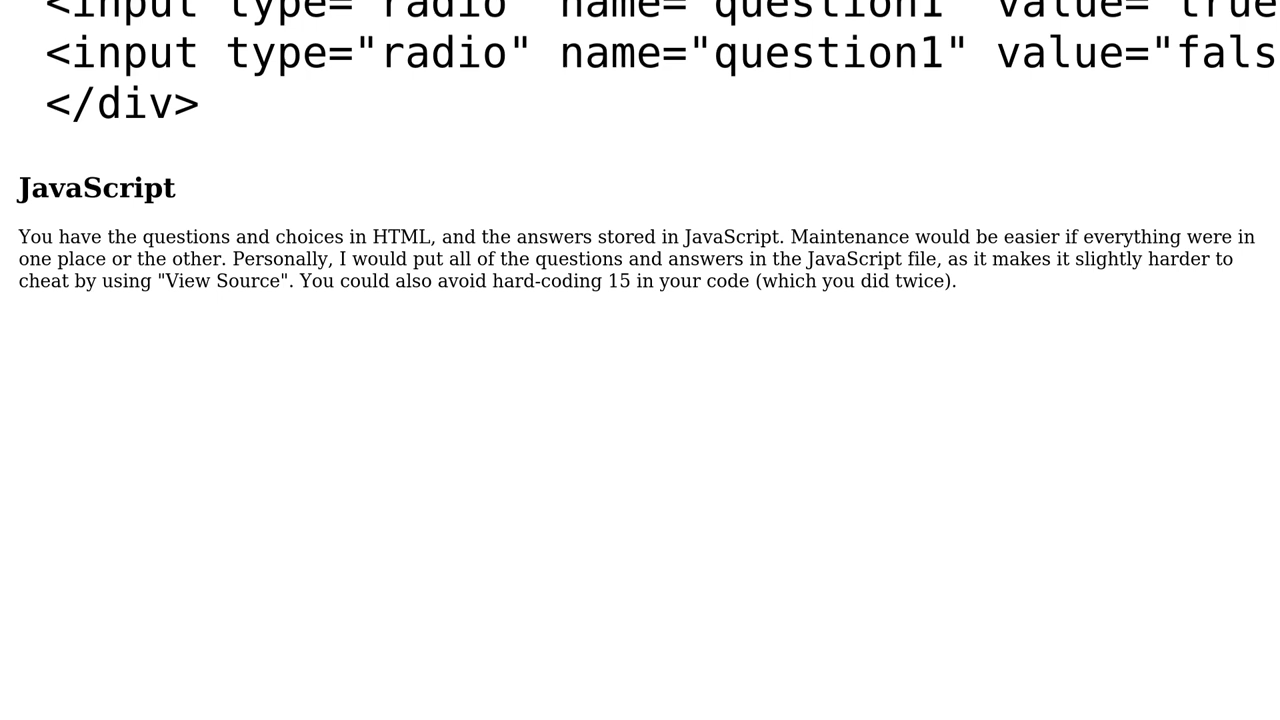 <input type="radio" name="question1" value="true
<input type="radio" name="question1" value="fals
</div>
JavaScript
You have the questions and choices in HTML, and the answers stored in JavaScript. Maintenance would be easier if everything were in
one place or the other. Personally, I would put all of the questions and answers in the JavaScript file, as it makes it slightly harder to
cheat by using "View Source". You could also avoid hard-coding 15 in your code (which you did twice).